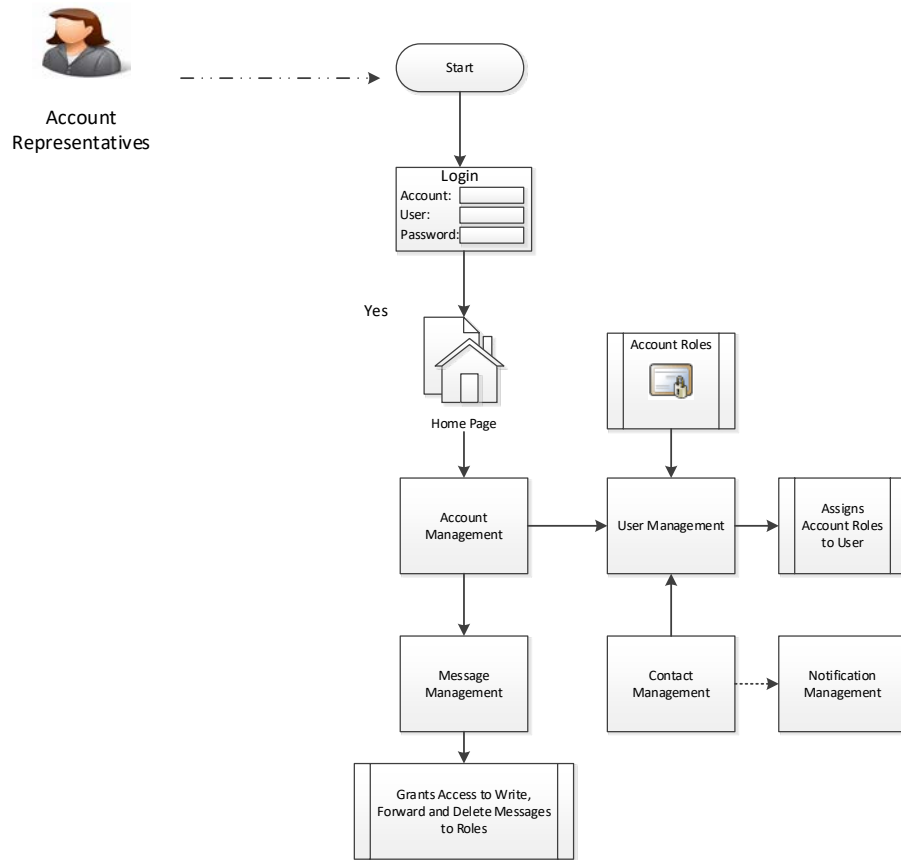 Start
Account
Representatives
Login
Account:
User:
Password:
Yes
Home Page
Account Roles
Account
Management
User Management
Assigns
Account Roles
to User
Message
Management
Contact
Management
Notification
Management
Grants Access to Write,
Forward and Delete Messages
to Roles